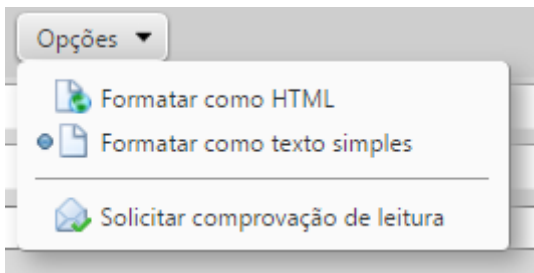 Opções
Formatar como HTML
Formatar como texto simples
Solicitar comprovação de leitura